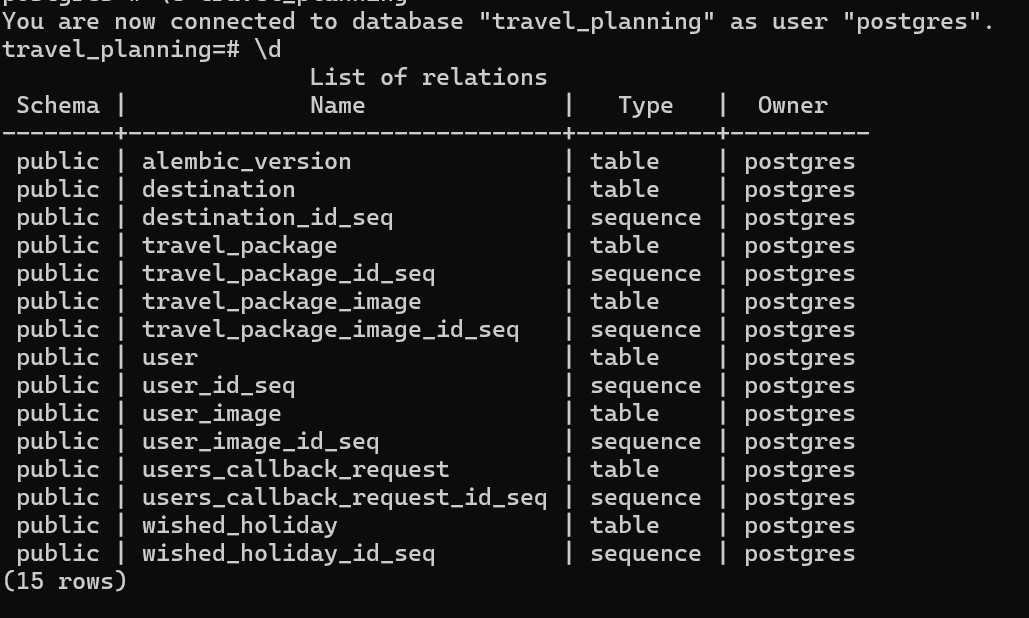 You are now connected to database "travel_planning" as user "postgres".
travel_planning=# \d
                      List of relations
 Schema |             Name              |   Type   |  Owner
--------+-------------------------------+----------+----------
 public | alembic_version               | table    | postgres
 public | destination                   | table    | postgres
 public | destination_id_seq            | sequence | postgres
 public | travel_package                | table    | postgres
 public | travel_package_id_seq         | sequence | postgres
 public | travel_package_image          | table    | postgres
 public | travel_package_image_id_seq   | sequence | postgres
 public | user                          | table    | postgres
 public | user_id_seq                   | sequence | postgres
 public | user_image                    | table    | postgres
 public | user_image_id_seq             | sequence | postgres
 public | users_callback_request        | table    | postgres
 public | users_callback_request_id_seq | sequence | postgres
 public | wished_holiday                | table    | postgres
 public | wished_holiday_id_seq         | sequence | postgres
(15 rows)